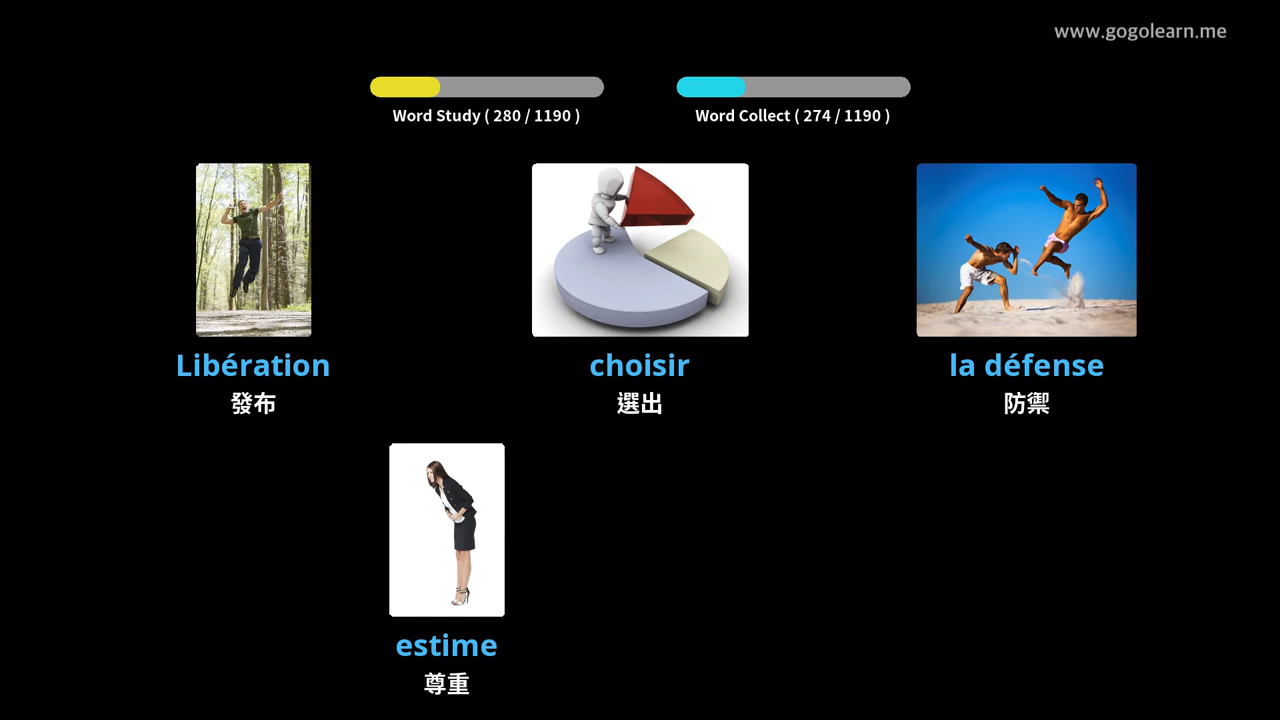 www.gogolearn.me
Word Study ( 280 / 1190 )
Word Collect ( 274 / 1190 )
Libération
發布
choisir
選出
la défense
防禦
estime
尊重